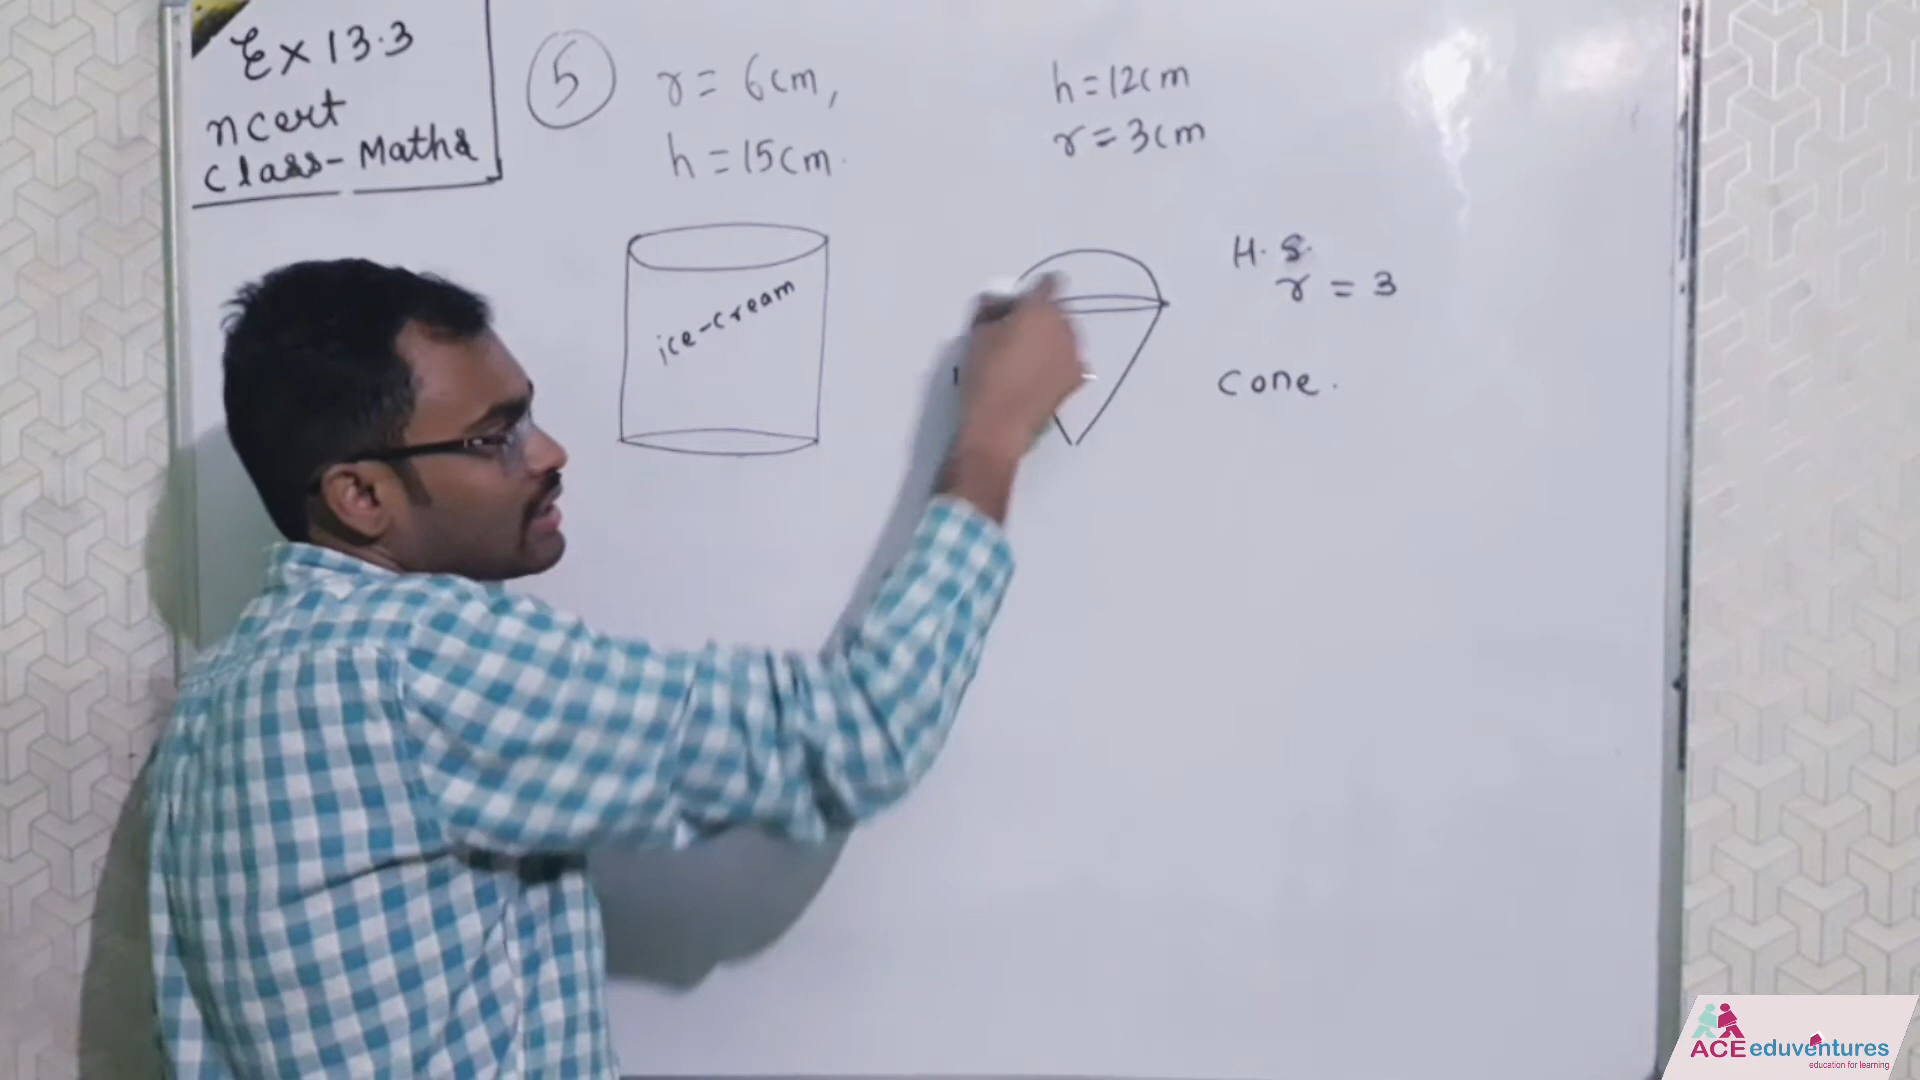 Ex 13.3
ncert
Class-Maths
5
r = 6cm,
h = 15cm.
h = 12cm
r = 3cm
ice-cream
H.S.
r = 3
Cone.
ACE eduventures
education for learning